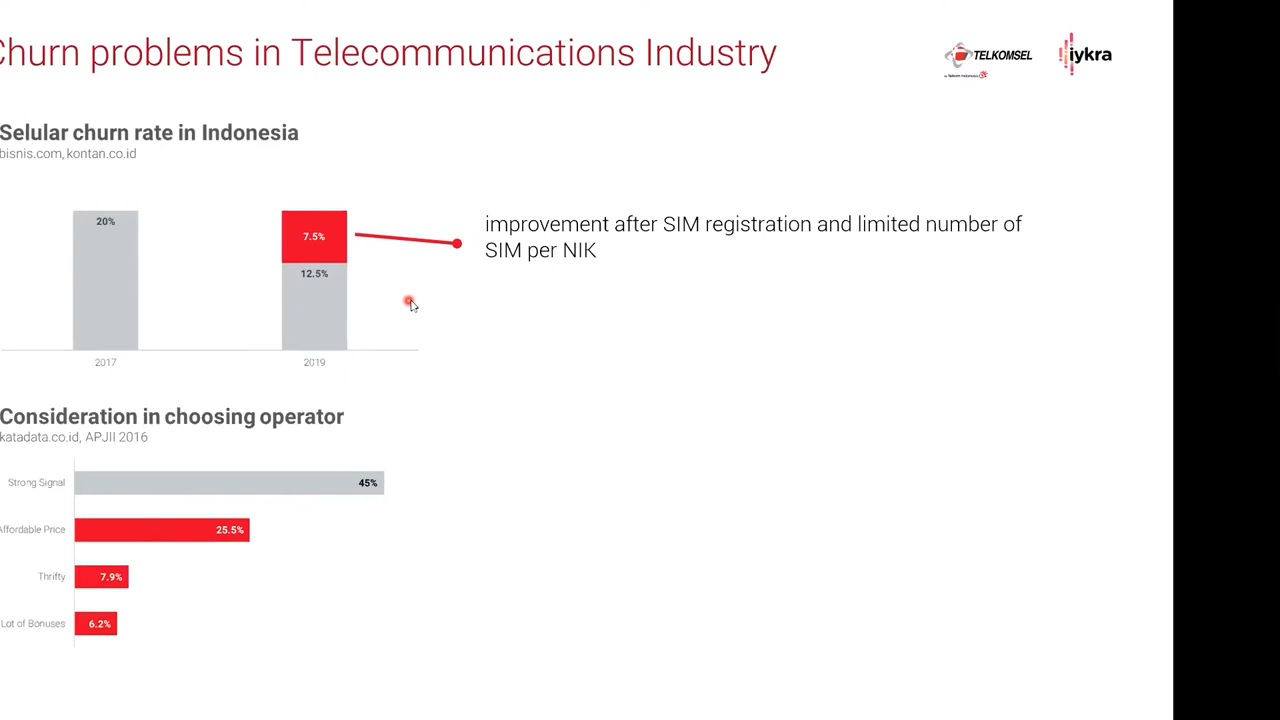 Churn problems in Telecommunications Industry
TELKOMSEL
by Telkom Indonesia
iykra
Selular churn rate in Indonesia
bisnis.com, kontan.co.id
20%
7.5%
12.5%
2017
2019
improvement after SIM registration and limited number of
SIM per NIK
Consideration in choosing operator
katadata.co.id, APJII 2016
Strong Signal
45%
Affordable Price
25.5%
Thrifty
7.9%
Lot of Bonuses
6.2%